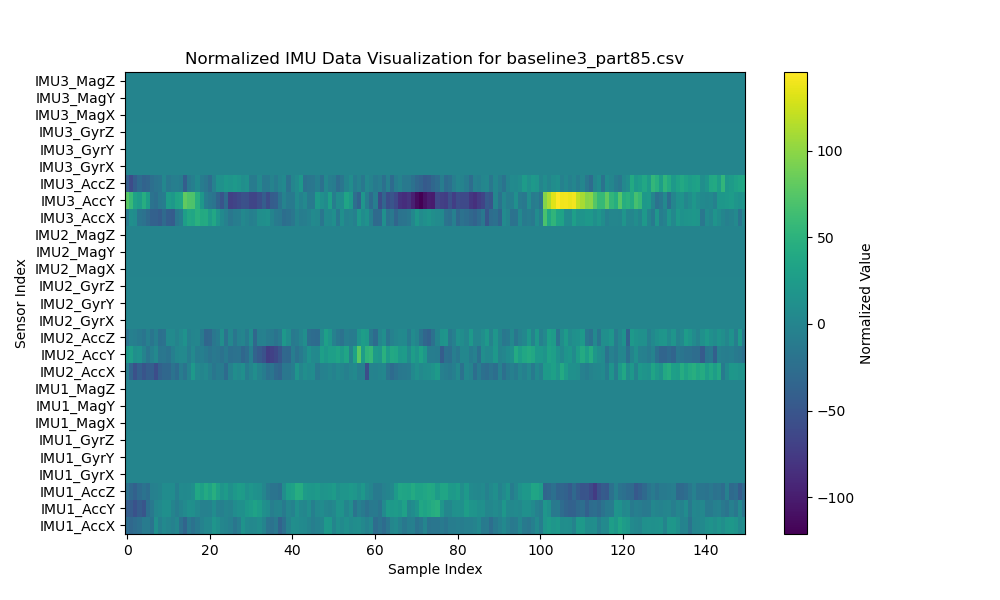 Normalized IMU Data Visualization for baseline3_part85.csv
IMU3_MagZ
IMU3_MagY
IMU3_MagX
IMU3_GyrZ
IMU3_GyrY
IMU3_GyrX
IMU3_AccZ
IMU3_AccY
IMU3_AccX
IMU2_MagZ
IMU2_MagY
IMU2_MagX
IMU2_GyrZ
IMU2_GyrY
IMU2_GyrX
IMU2_AccZ
IMU2_AccY
IMU2_AccX
IMU1_MagZ
IMU1_MagY
IMU1_MagX
IMU1_GyrZ
IMU1_GyrY
IMU1_GyrX
IMU1_AccZ
IMU1_AccY
IMU1_AccX
Sensor Index
0 20 40 60 80 100 120 140
Sample Index
100
50
0
−50
−100
Normalized Value